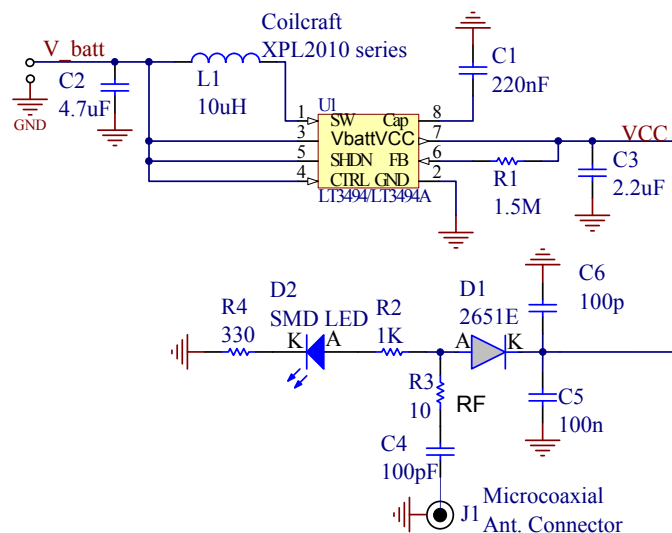 Coilcraft
XPL2010 series
V_batt
C2
4.7uF
GND
L1
10uH
C1
220nF
U1
1 SW Cap 8
3 VbattVCC 7
5 SHDN FB 6
4 CTRL GND 2
LT3494/LT3494A
R1
1.5M
VCC
C3
2.2uF
C6
100p
D2
SMD LED
K A
R4
330
R2
1K
D1
2651E
A K
R3
10
RF
C5
100n
C4
100pF
J1
Microcoaxial
Ant. Connector